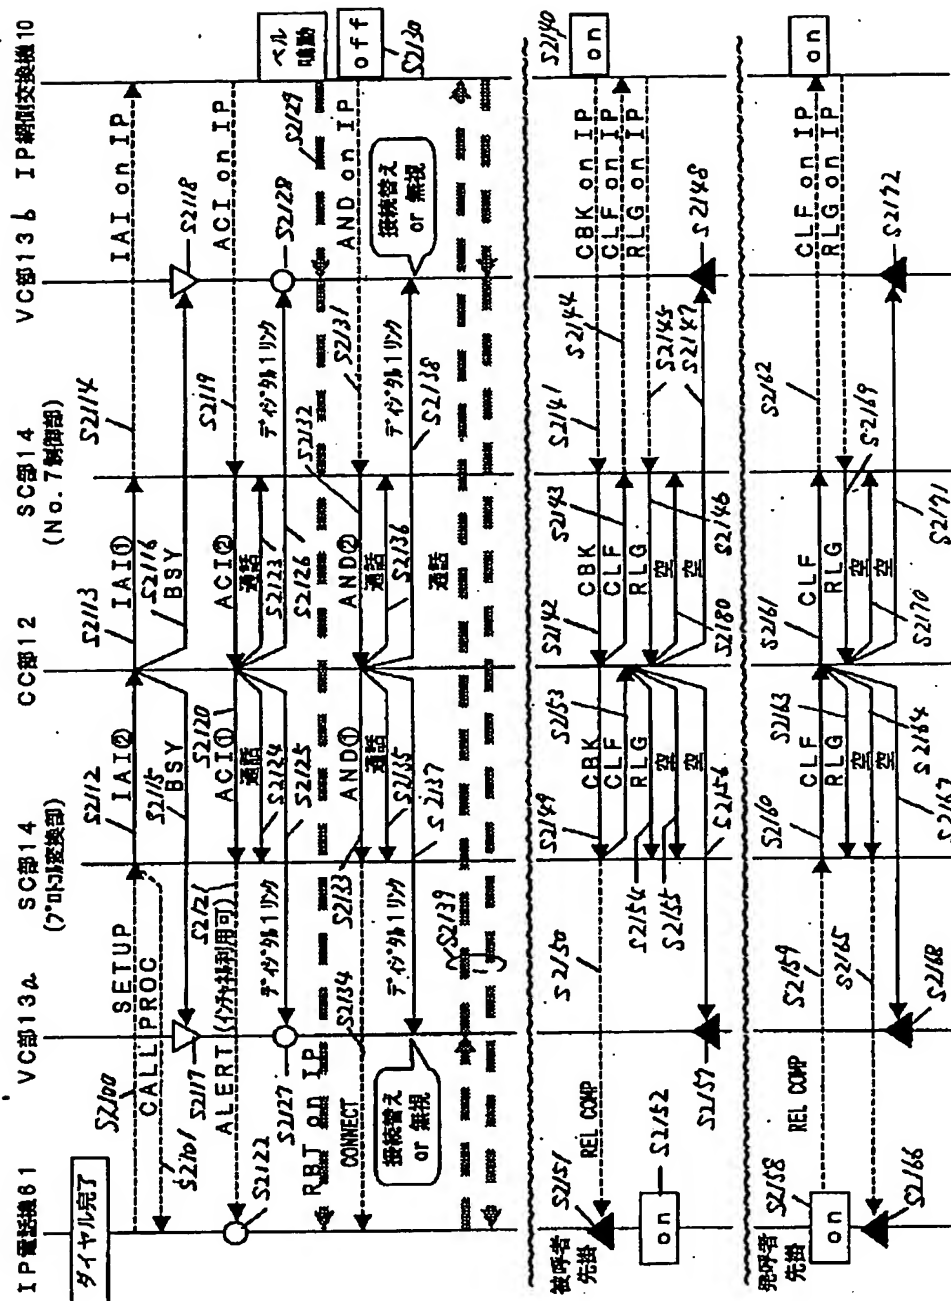 IP電話機61
VC部13a
SC部14
(プロトコル変換部)
CC部12
SC部14
(No.7制御部)
VC部13b
IP網側交換機10
ダイヤル完了
S2100
SETUP
S2112
IAI②
S2113
IAI①
S2114
IAI on IP
CALL PROC
S2101
S2115
BSY
S2116
BSY
S2117
S2118
ALERT(インチャネル利用可)
S2121
S2120
ACI①
ACI②
S2119
ACI on IP
S2122
通話
S2124
通話
S2123
S2125
S2126
ディジタル1リンク
ディジタル1リンク
S2127
S2128
S2129
ベル
鳴動
RBT on IP
off
S2130
CONNECT
S2134
S2133
AND①
AND②
S2132
S2131
AND on IP
通話
S2135
通話
S2136
ディジタル1リンク
S2137
ディジタル1リンク
S2138
接続替え
or 無視
接続替え
or 無視
S2139
通話
被呼者
先掛
S2140
on
S2151
REL COMP
S2150
S2149
CBK
S2142
CBK
S2141
CBK on IP
S2153
CLF
S2143
CLF
S2144
CLF on IP
RLG
RLG
RLG on IP
S2145
S2152
on
S2154
空
空
S2146
S2155
空
空
S2180
S2147
S2156
S2157
S2148
発呼者
先掛
S2158
on
REL COMP
S2159
S2160
CLF
S2161
CLF
S2162
CLF on IP
on
S2163
RLG
RLG
S2169
RLG on IP
S2165
空
S2164
空
S2170
空
空
S2166
S2167
S2168
S2171
S2172